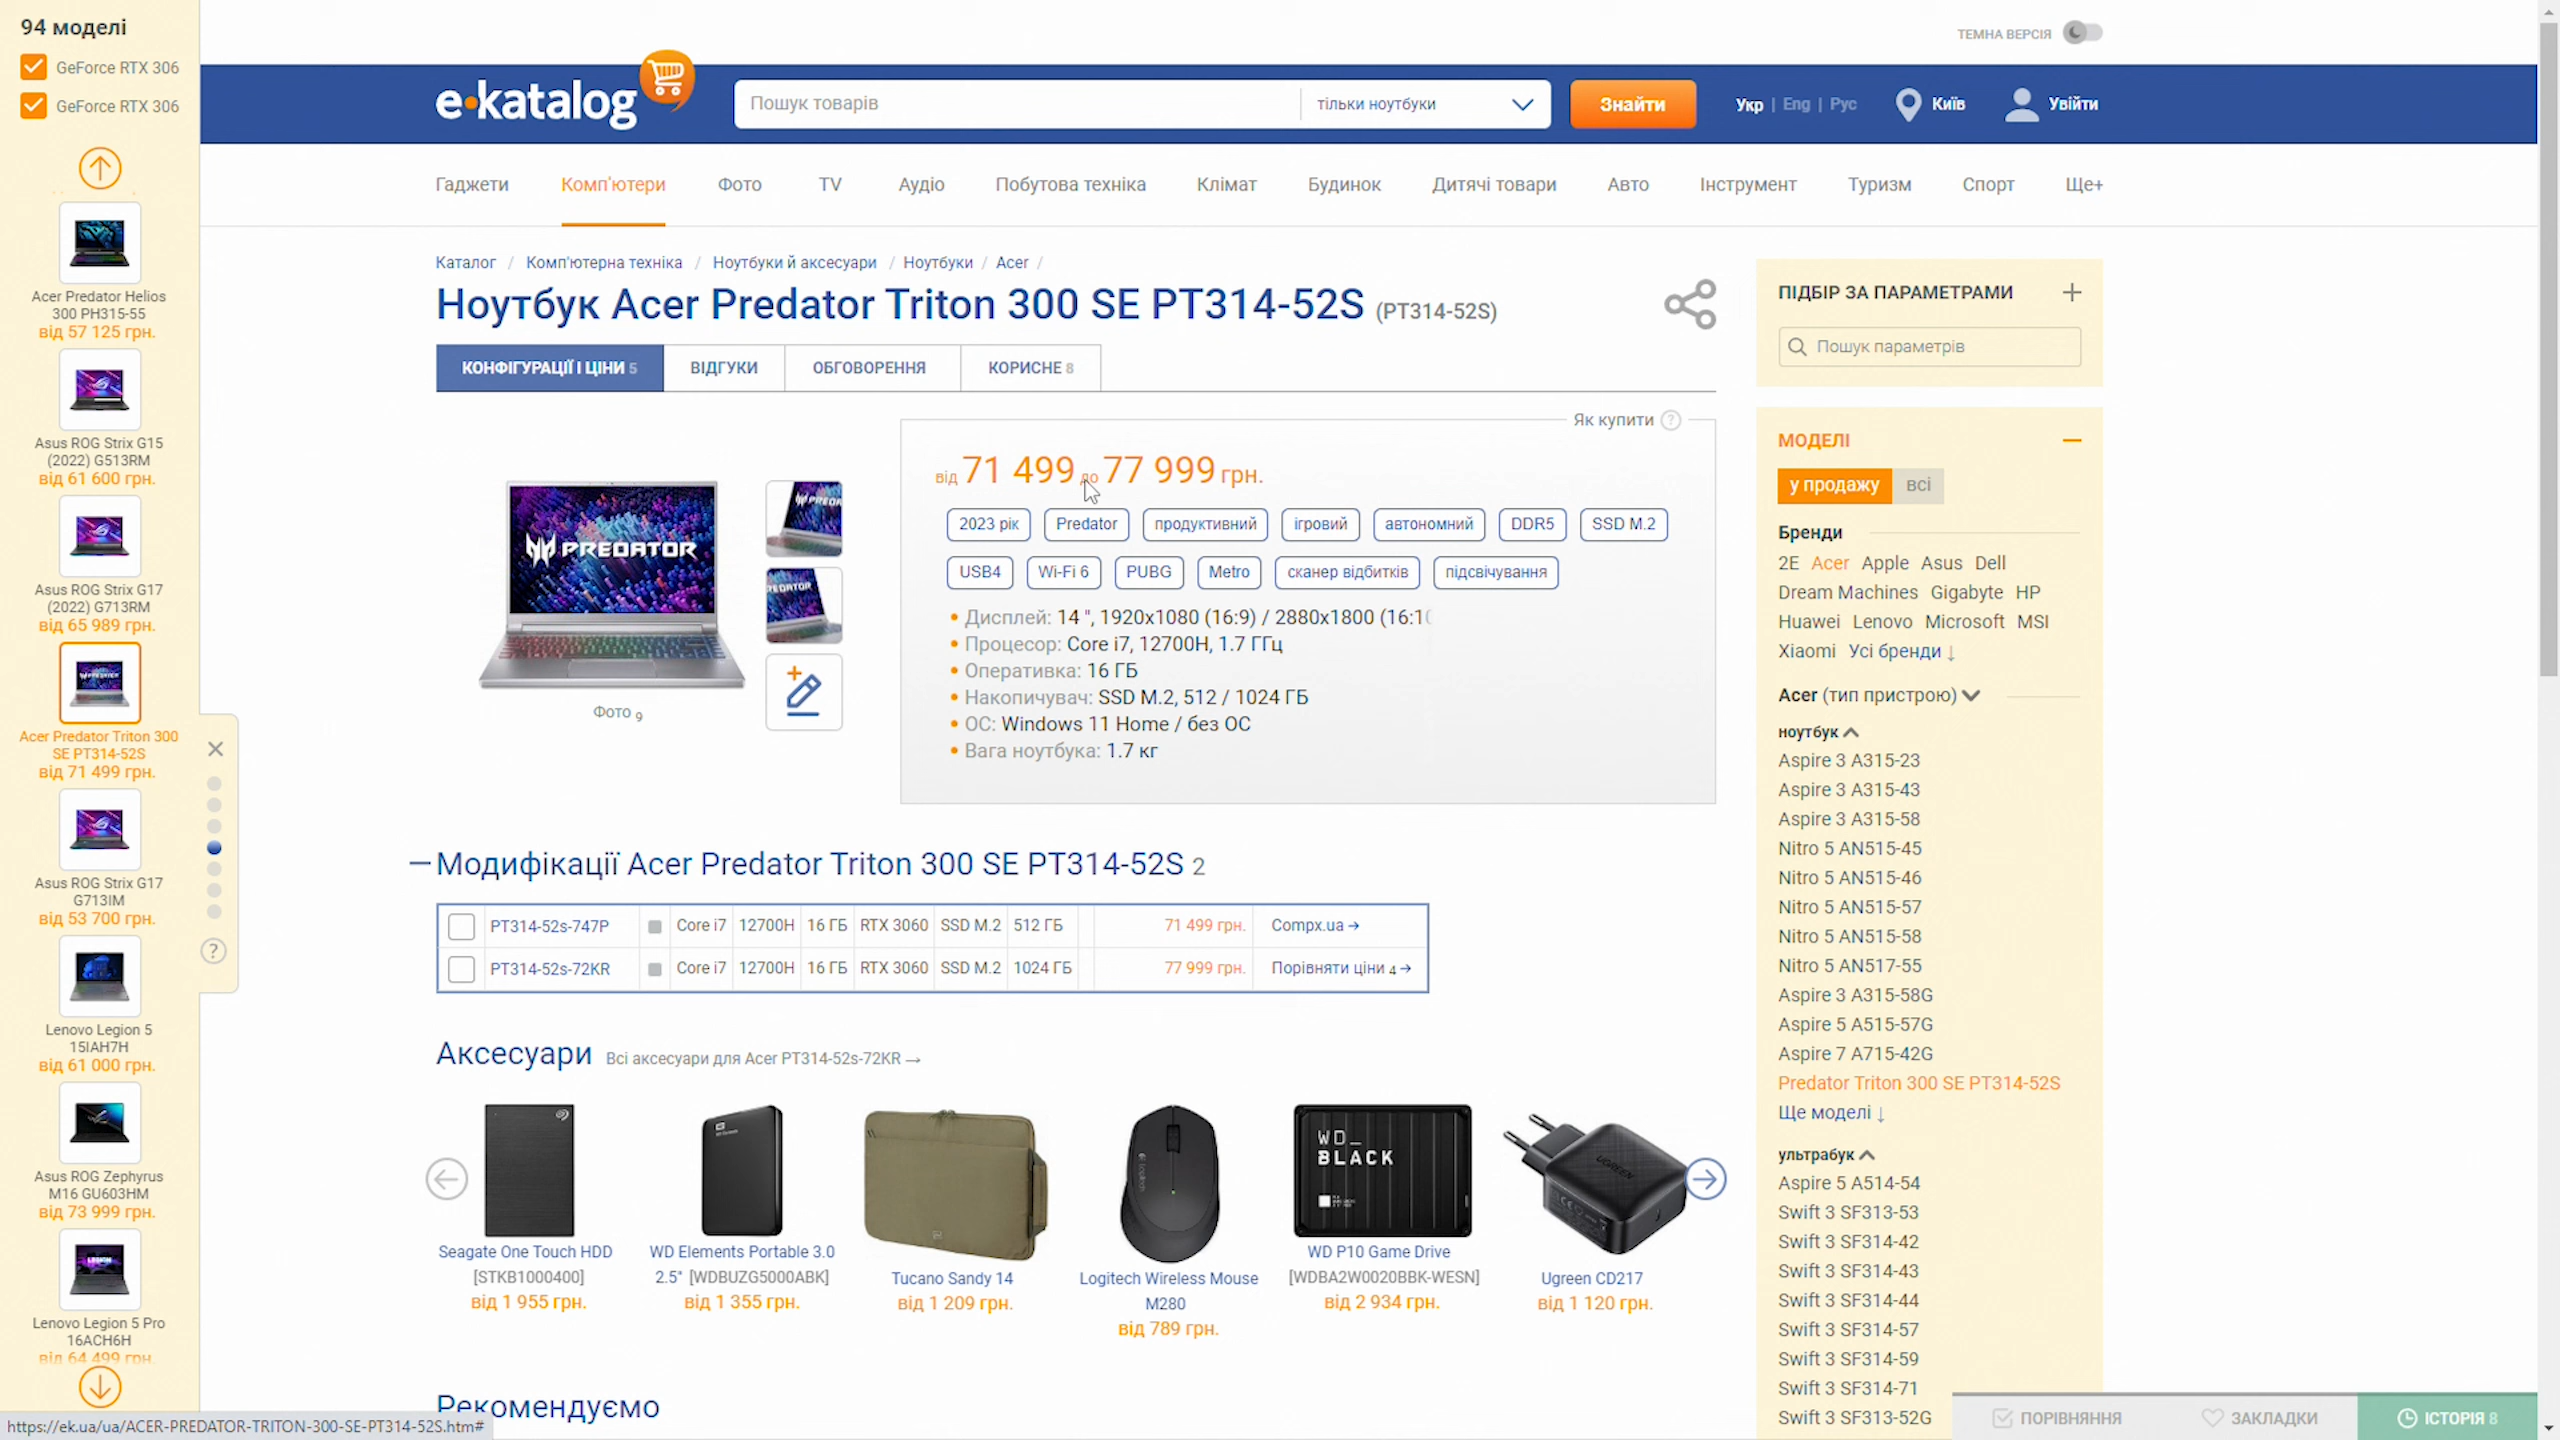 94 моделі
GeForce RTX 306
GeForce RTX 306
Acer Predator Helios
300 PH315-55
від 57 125 грн.
Asus ROG Strix G15
(2022) G513RM
від 61 600 грн.
Asus ROG Strix G17
(2022) G713RM
від 65 989 грн.
Acer Predator Triton 300
SE PT314-52S
від 71 499 грн.
Asus ROG Strix G17
G713IM
від 53 700 грн.
Lenovo Legion 5
15IAH7H
від 61 000 грн.
Asus ROG Zephyrus
M16 GU603HM
від 73 999 грн.
Lenovo Legion 5 Pro
16ACH6H
від 64 499 грн.
ТЕМНА ВЕРСІЯ
e•katalog
Пошук товарів
тільки ноутбуки
Знайти
Укр | Eng | Рус
Київ
Увійти
Гаджети Комп'ютери Фото TV Аудіо Побутова техніка Клімат Будинок Дитячі товари Авто Інструмент Туризм Спорт Ще+
Каталог / Комп'ютерна техніка / Ноутбуки й аксесуари / Ноутбуки / Acer /
Ноутбук Acer Predator Triton 300 SE PT314-52S (PT314-52S)
КОНФІГУРАЦІЇ І ЦІНИ 5 ВІДГУКИ ОБГОВОРЕННЯ КОРИСНЕ 8
Як купити ?
PREDATOR
Фото 9
від 71 499 до 77 999 грн.
2023 рік Predator продуктивний ігровий автономний DDR5 SSD M.2
USB4 Wi-Fi 6 PUBG Metro сканер відбитків підсвічування
• Дисплей: 14 ", 1920x1080 (16:9) / 2880x1800 (16:10
• Процесор: Core i7, 12700H, 1.7 ГГц
• Оперативка: 16 ГБ
• Накопичувач: SSD M.2, 512 / 1024 ГБ
• ОС: Windows 11 Home / без ОС
• Вага ноутбука: 1.7 кг
Модифікації Acer Predator Triton 300 SE PT314-52S 2
PT314-52s-747P Core i7 12700H 16 ГБ RTX 3060 SSD M.2 512 ГБ 71 499 грн. Compx.ua →
PT314-52s-72KR Core i7 12700H 16 ГБ RTX 3060 SSD M.2 1024 ГБ 77 999 грн. Порівняти ціни 4 →
Аксесуари Всі аксесуари для Acer PT314-52s-72KR →
WD_
BLACK
UGREEN
Seagate One Touch HDD
[STKB1000400]
від 1 955 грн.
WD Elements Portable 3.0
2.5" [WDBUZG5000ABK]
від 1 355 грн.
Tucano Sandy 14
від 1 209 грн.
Logitech Wireless Mouse
M280
від 789 грн.
WD P10 Game Drive
[WDBA2W0020BBK-WESN]
від 2 934 грн.
Ugreen CD217
від 1 120 грн.
Рекомендуємо
ПІДБІР ЗА ПАРАМЕТРАМИ +
Пошук параметрів
МОДЕЛІ
у продажу всі
Бренди
2E Acer Apple Asus Dell
Dream Machines Gigabyte HP
Huawei Lenovo Microsoft MSI
Xiaomi Усі бренди ↓
Acer (тип пристрою)
ноутбук
Aspire 3 A315-23
Aspire 3 A315-43
Aspire 3 A315-58
Nitro 5 AN515-45
Nitro 5 AN515-46
Nitro 5 AN515-57
Nitro 5 AN515-58
Nitro 5 AN517-55
Aspire 3 A315-58G
Aspire 5 A515-57G
Aspire 7 A715-42G
Predator Triton 300 SE PT314-52S
Ще моделі ↓
ультрабук
Aspire 5 A514-54
Swift 3 SF313-53
Swift 3 SF314-42
Swift 3 SF314-43
Swift 3 SF314-44
Swift 3 SF314-57
Swift 3 SF314-59
Swift 3 SF314-71
Swift 3 SF313-52G
ПОРІВНЯННЯ ЗАКЛАДКИ ІСТОРІЯ 8
https://ek.ua/ua/ACER-PREDATOR-TRITON-300-SE-PT314-52S.htm#